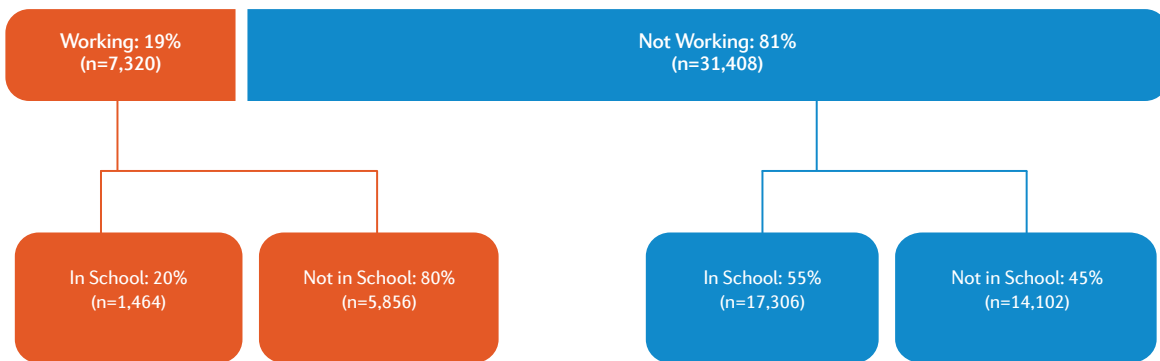 Working: 19%
(n=7,320)
Not Working: 81%
(n=31,408)
In School: 20%
(n=1,464)
Not in School: 80%
(n=5,856)
In School: 55%
(n=17,306)
Not in School: 45%
(n=14,102)